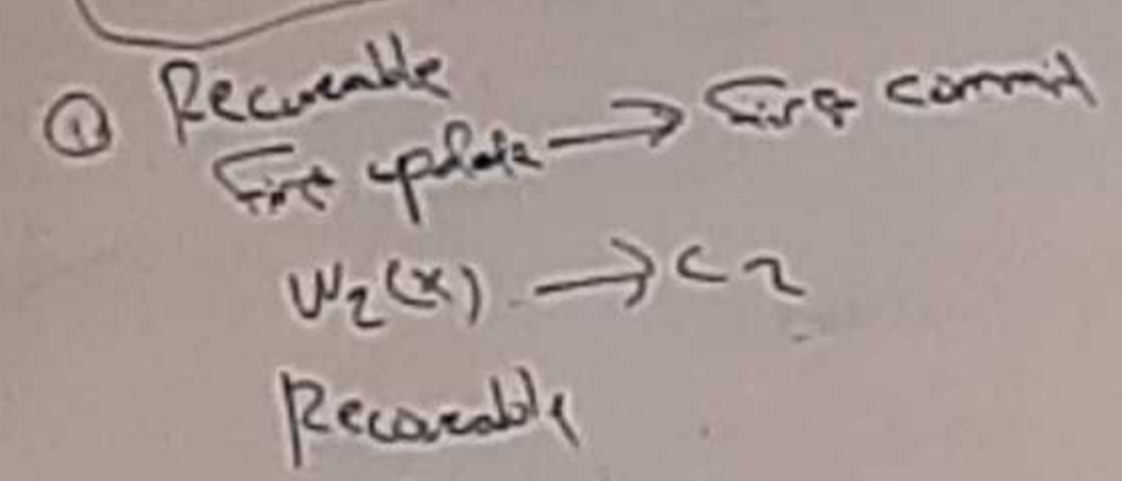 ① Recoverable
First update → First commit
W₂(x) → C₂
Recoverable